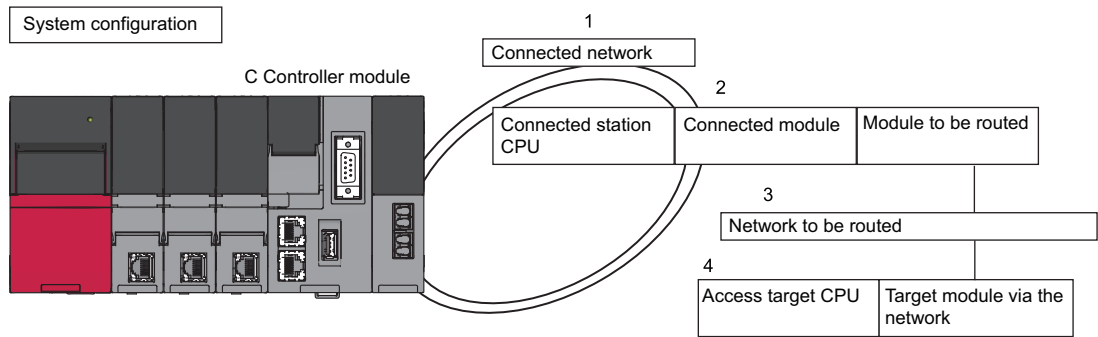 System configuration
1
Connected network
C Controller module
2
Connected station
CPU
Connected module
Module to be routed
3
Network to be routed
4
Access target CPU
Target module via the
network